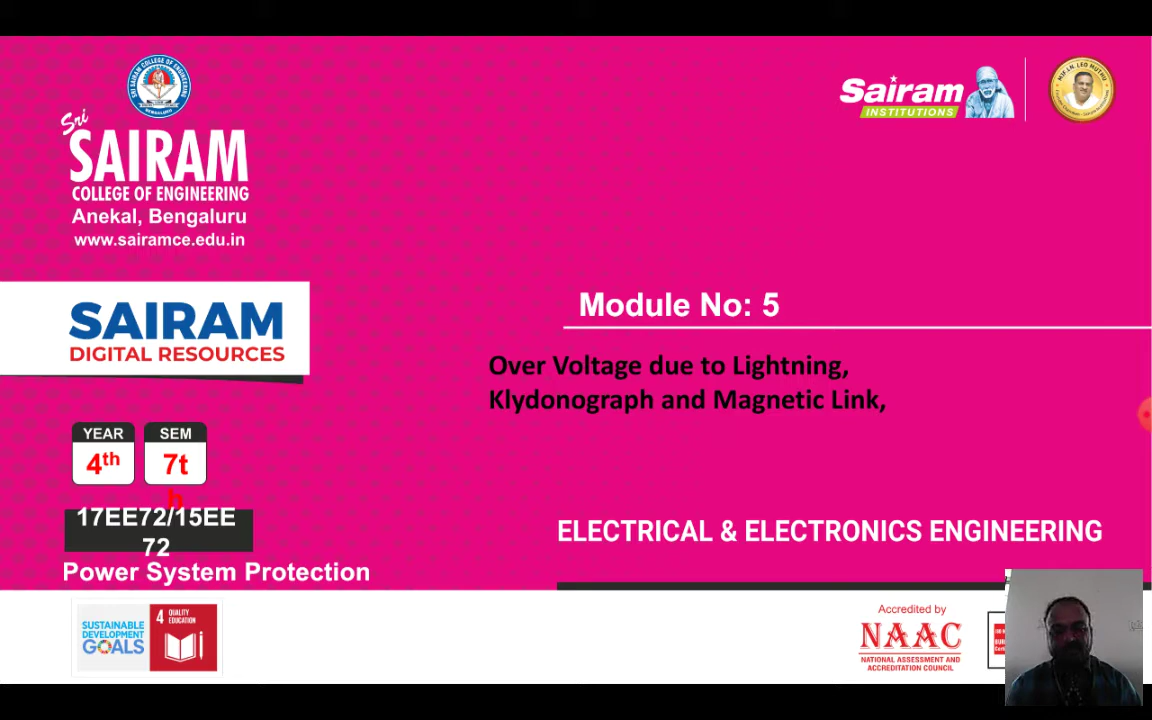 Sri
SAIRAM
COLLEGE OF ENGINEERING
Anekal, Bengaluru
www.sairamce.edu.in
Sairam
INSTITUTIONS
SAIRAM
DIGITAL RESOURCES
Module No: 5
Over Voltage due to Lightning,
Klydonograph and Magnetic Link,
YEAR
4th
SEM
7t
h
17EE72/15EE
72
Power System Protection
ELECTRICAL & ELECTRONICS ENGINEERING
SUSTAINABLE
DEVELOPMENT
GOALS
4 QUALITY
EDUCATION
Accredited by
NAAC
NATIONAL ASSESSMENT AND
ACCREDITATION COUNCIL